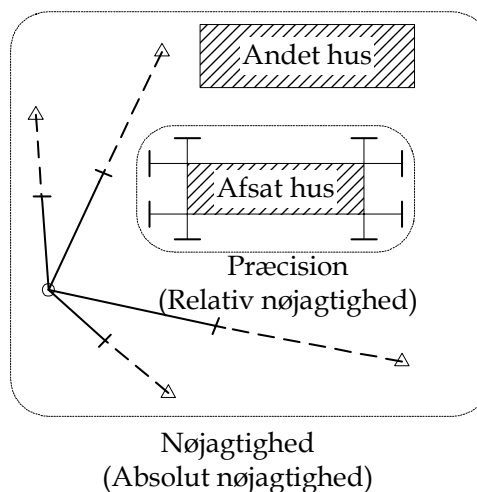 Andet hus
Afsat hus
Præcision
(Relativ nøjagtighed)
Nøjagtighed
(Absolut nøjagtighed)